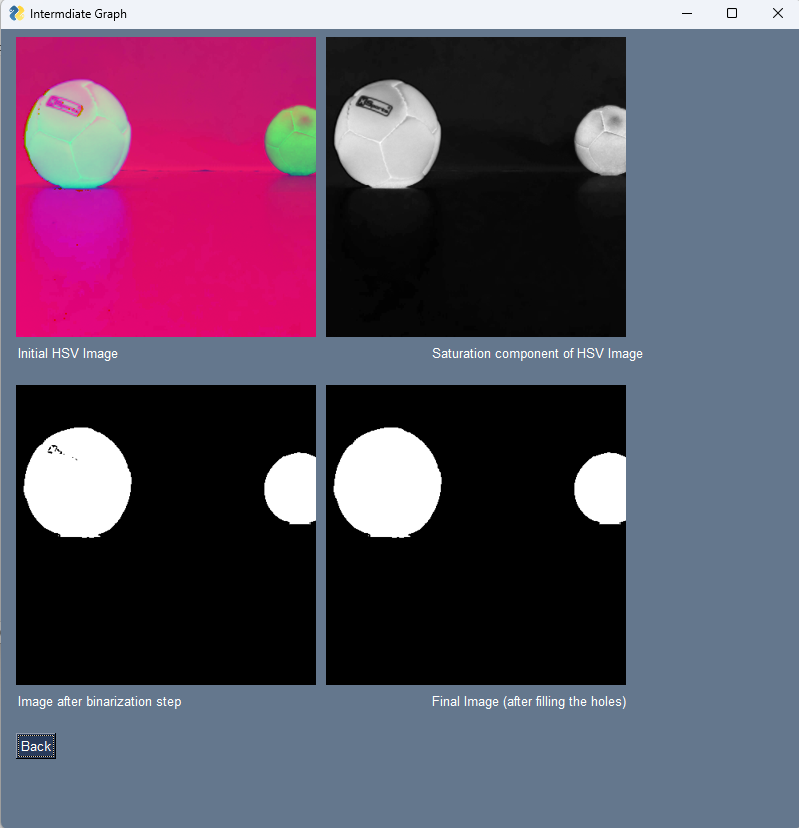 Intermdiate Graph
Initial HSV Image
Saturation component of HSV Image
Image after binarization step
Final Image (after filling the holes)
Back